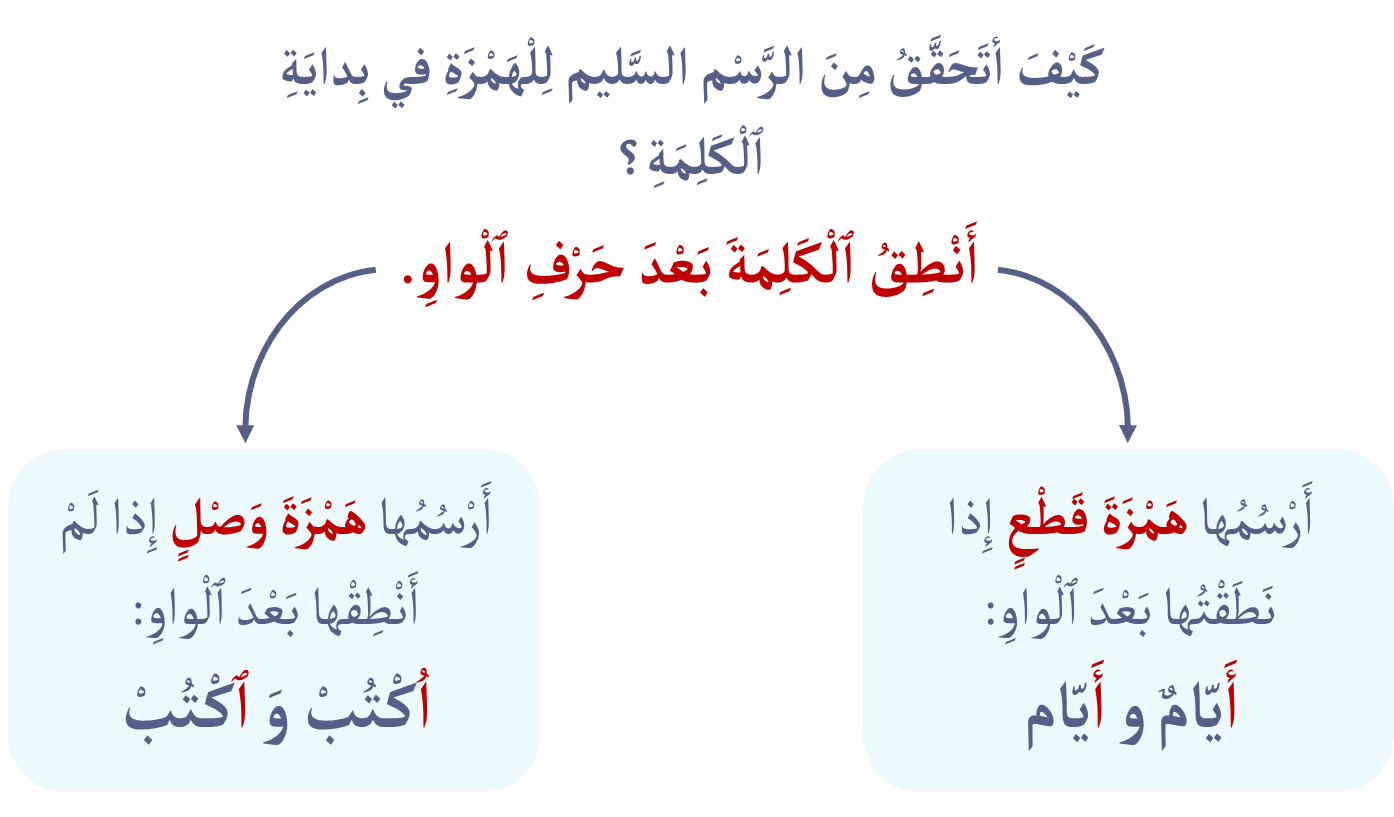 كَيْفَ أتَحَقَّقُ مِنَ الرَّسْم السَّليم لِلْهَمْزَةِ في بِدايَةِ
ٱلْكَلِمَةِ ؟
أَنْطِقُ ٱلْكَلِمَةَ بَعْدَ حَرْفِ ٱلْواوِ.
أَرْسُمُها هَمْزَةَ قَطْعٍ إِذا
نَطَقْتُها بَعْدَ ٱلْواوِ:
أَيّامٌ و أَيّام
أَرْسُمُها هَمْزَةَ وَصْلٍ إِذا لَمْ
أَنْطِقْها بَعْدَ ٱلْواوِ:
اُكْتُبْ وَ ٱكْتُبْ